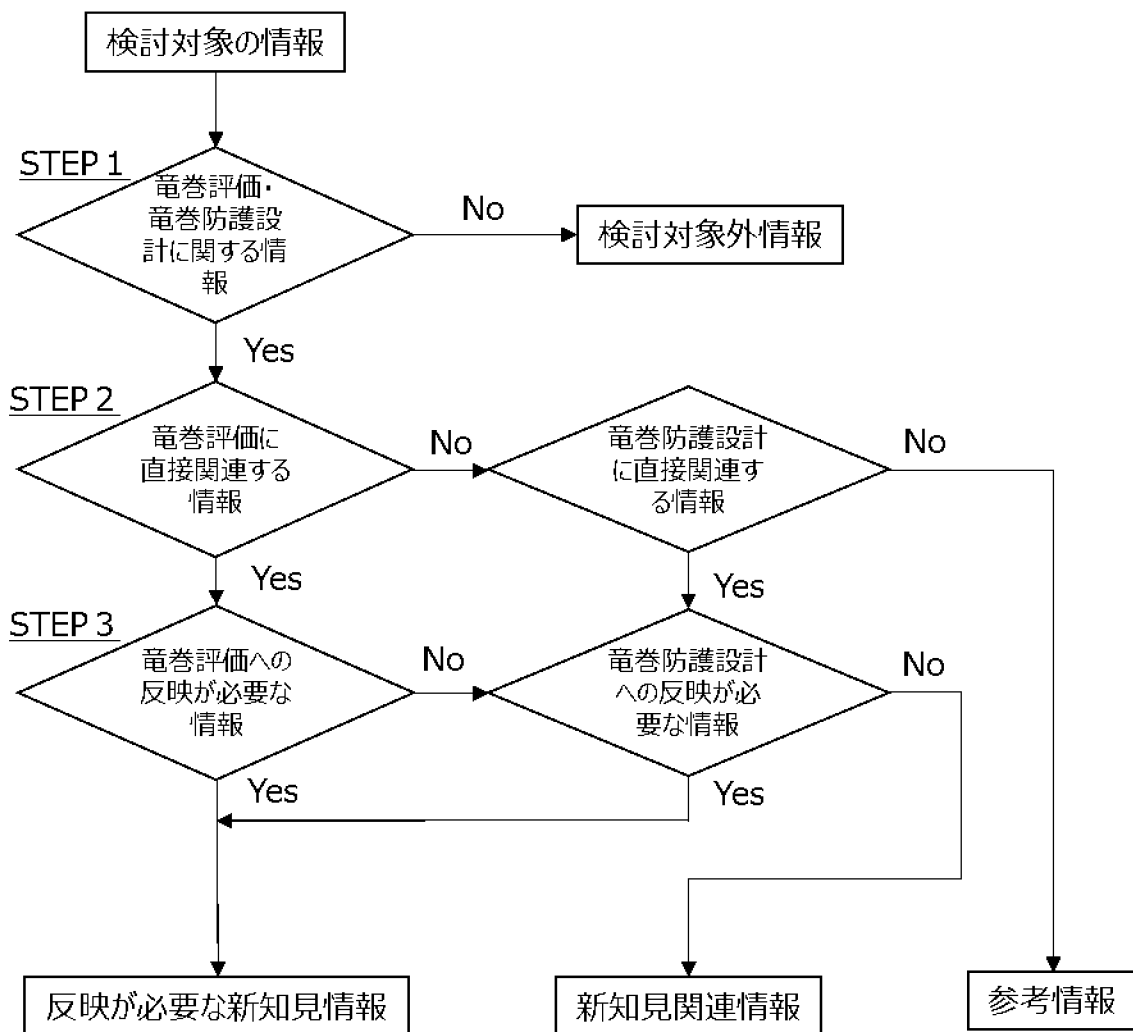 検討対象の情報
STEP 1
竜巻評価・
竜巻防護設
計に関する情
報
No
検討対象外情報
Yes
STEP 2
竜巻評価に
直接関連する
情報
No
竜巻防護設計
に直接関連す
る情報
No
Yes
Yes
STEP 3
竜巻評価への
反映が必要な
情報
No
竜巻防護設計
への反映が必
要な情報
No
Yes
Yes
反映が必要な新知見情報
新知見関連情報
参考情報